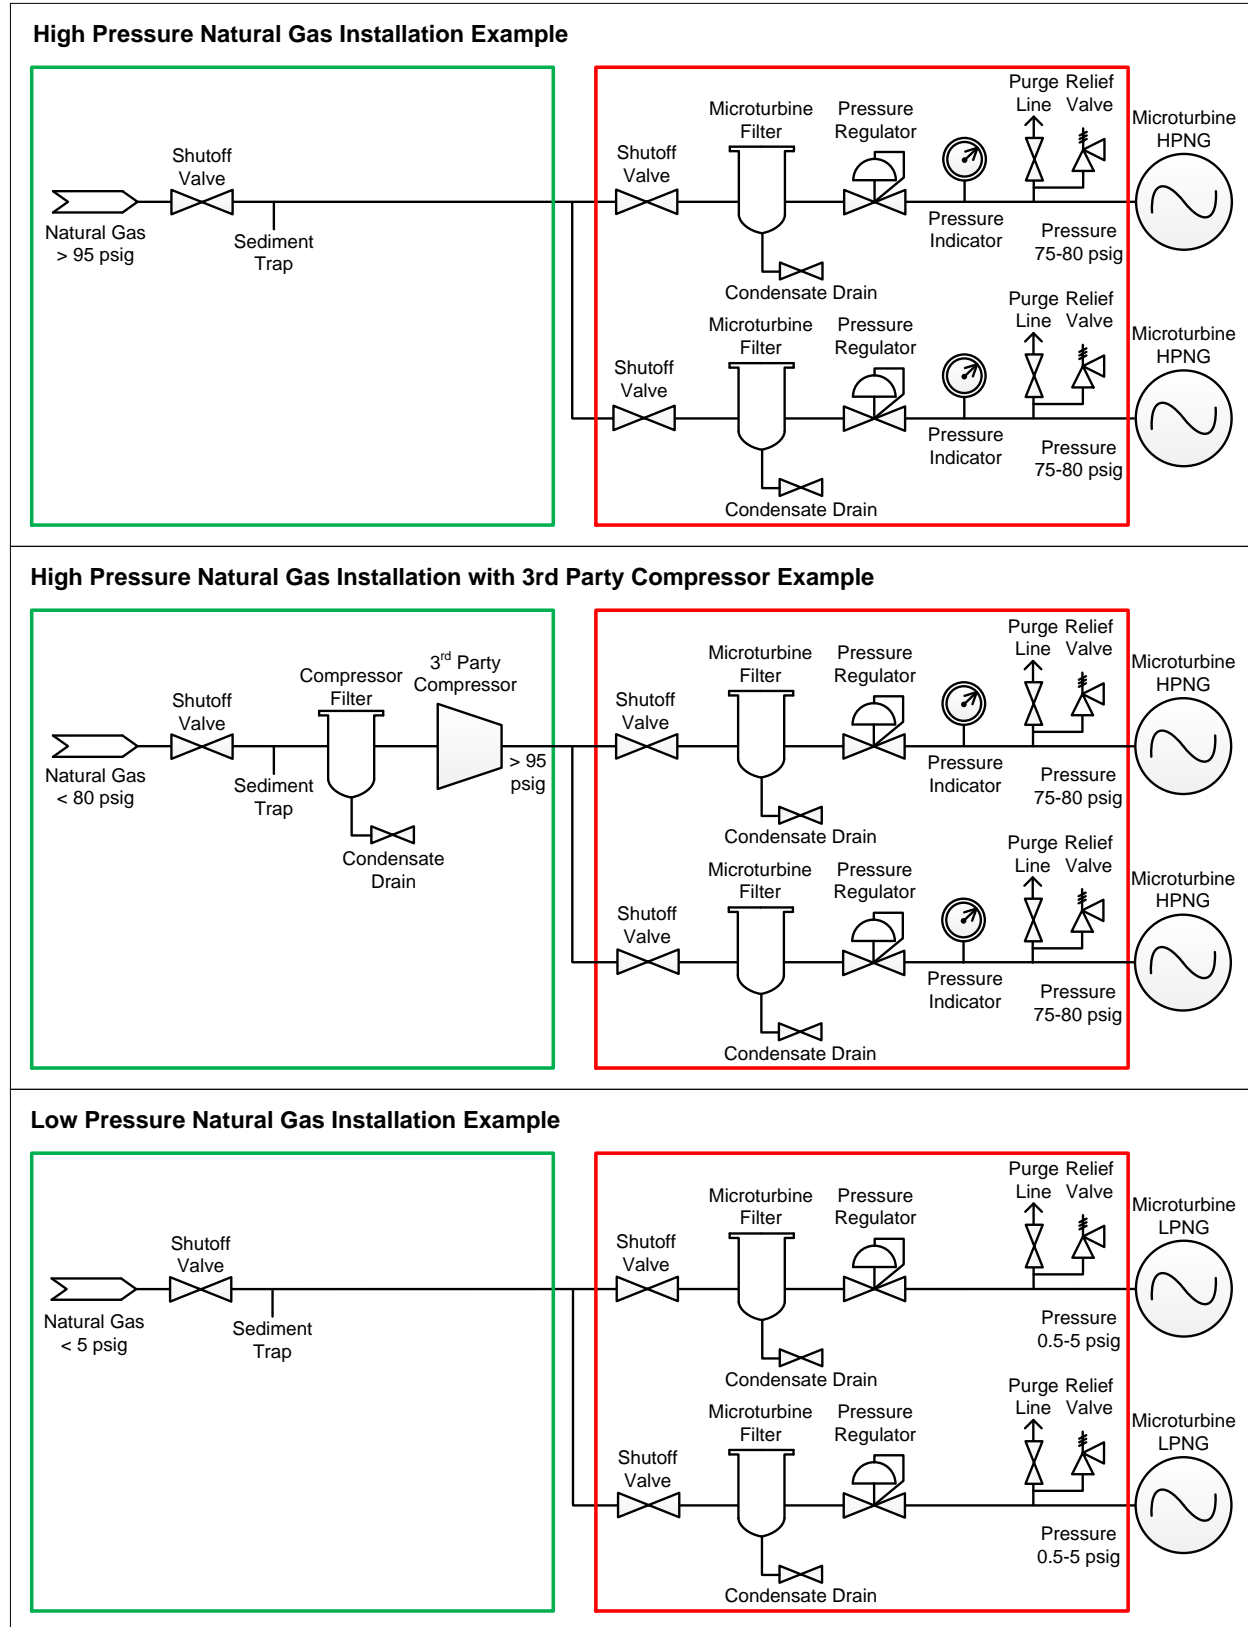 High Pressure Natural Gas Installation Example
Shutoff
Valve
Natural Gas
> 95 psig
Sediment
Trap
Shutoff
Valve
Microturbine
Filter
Condensate Drain
Pressure
Regulator
Pressure
Indicator
Purge
Line
Relief
Valve
Pressure
75-80 psig
Microturbine
HPNG
Shutoff
Valve
Microturbine
Filter
Condensate Drain
Pressure
Regulator
Pressure
Indicator
Purge
Line
Relief
Valve
Pressure
75-80 psig
Microturbine
HPNG
High Pressure Natural Gas Installation with 3rd Party Compressor Example
Shutoff
Valve
Natural Gas
< 80 psig
Sediment
Trap
Compressor
Filter
Condensate
Drain
3rd Party
Compressor
> 95
psig
Shutoff
Valve
Microturbine
Filter
Condensate Drain
Pressure
Regulator
Pressure
Indicator
Purge
Line
Relief
Valve
Pressure
75-80 psig
Microturbine
HPNG
Shutoff
Valve
Microturbine
Filter
Condensate Drain
Pressure
Regulator
Pressure
Indicator
Purge
Line
Relief
Valve
Pressure
75-80 psig
Microturbine
HPNG
Low Pressure Natural Gas Installation Example
Shutoff
Valve
Natural Gas
< 5 psig
Sediment
Trap
Shutoff
Valve
Microturbine
Filter
Condensate Drain
Pressure
Regulator
Purge
Line
Relief
Valve
Pressure
0.5-5 psig
Microturbine
LPNG
Shutoff
Valve
Microturbine
Filter
Condensate Drain
Pressure
Regulator
Purge
Line
Relief
Valve
Pressure
0.5-5 psig
Microturbine
LPNG